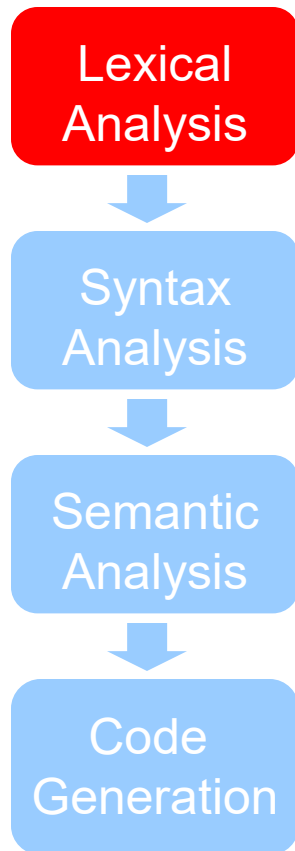 Lexical
Analysis
Syntax
Analysis
Semantic
Analysis
Code
Generation